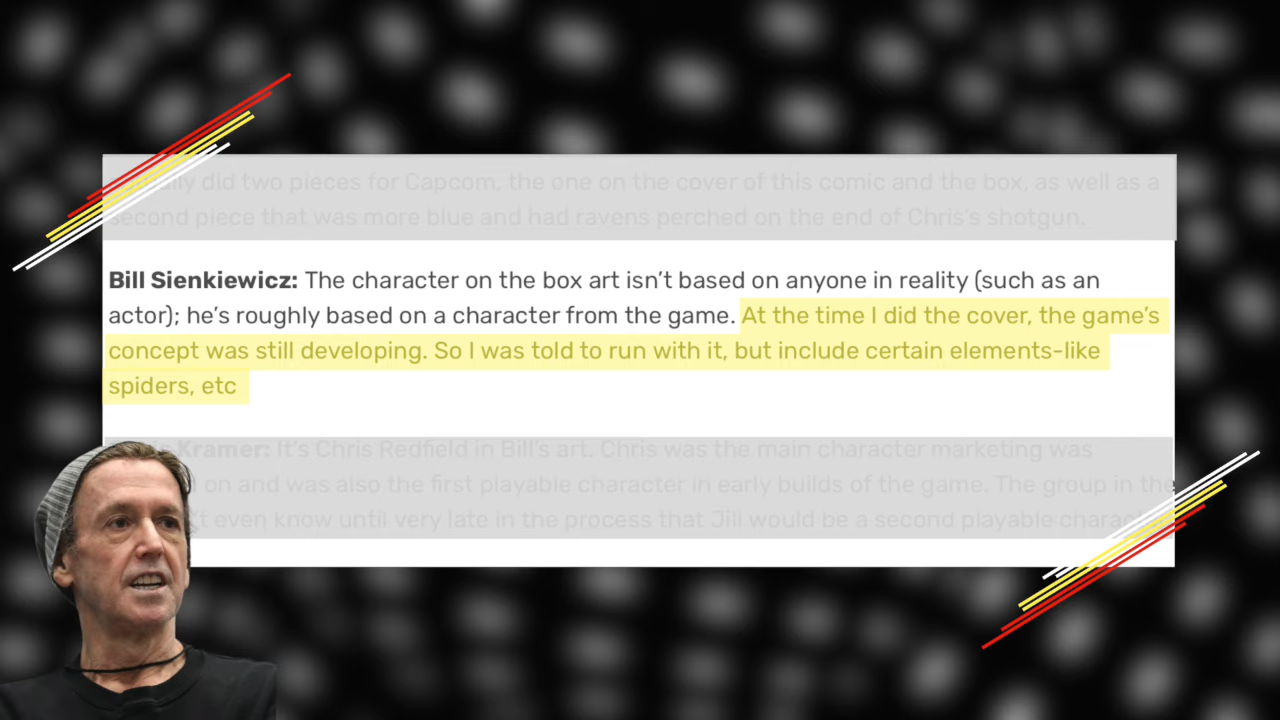 did two pieces for Capcom, the one on the cover of this comic and the box, as well as a
second piece that was more blue and had ravens perched on the end of Chris's shotgun.
Bill Sienkiewicz: The character on the box art isn't based on anyone in reality (such as an
actor); he's roughly based on a character from the game. At the time I did the cover, the game's
concept was still developing. So I was told to run with it, but include certain elements-like
spiders, etc
Kramer: It's Chris Redfield in Bill's art. Chris was the main character marketing was
on and was also the first playable character in early builds of the game. The group in the
even know until very late in the process that Jill would be a second playable